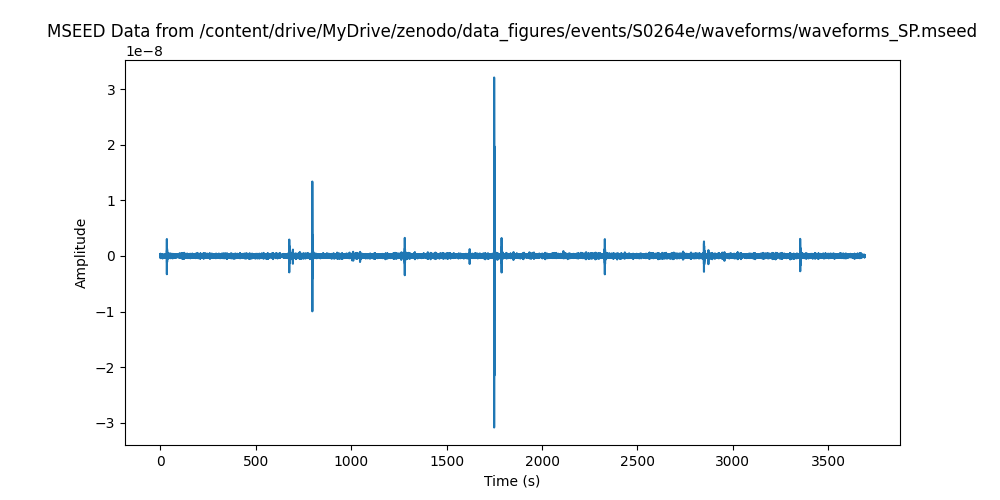 MSEED Data from /content/drive/MyDrive/zenodo/data_figures/events/S0264e/waveforms/waveforms_SP.mseed
1e−8
3
2
1
0
−1
−2
−3
Amplitude
0 500 1000 1500 2000 2500 3000 3500
Time (s)